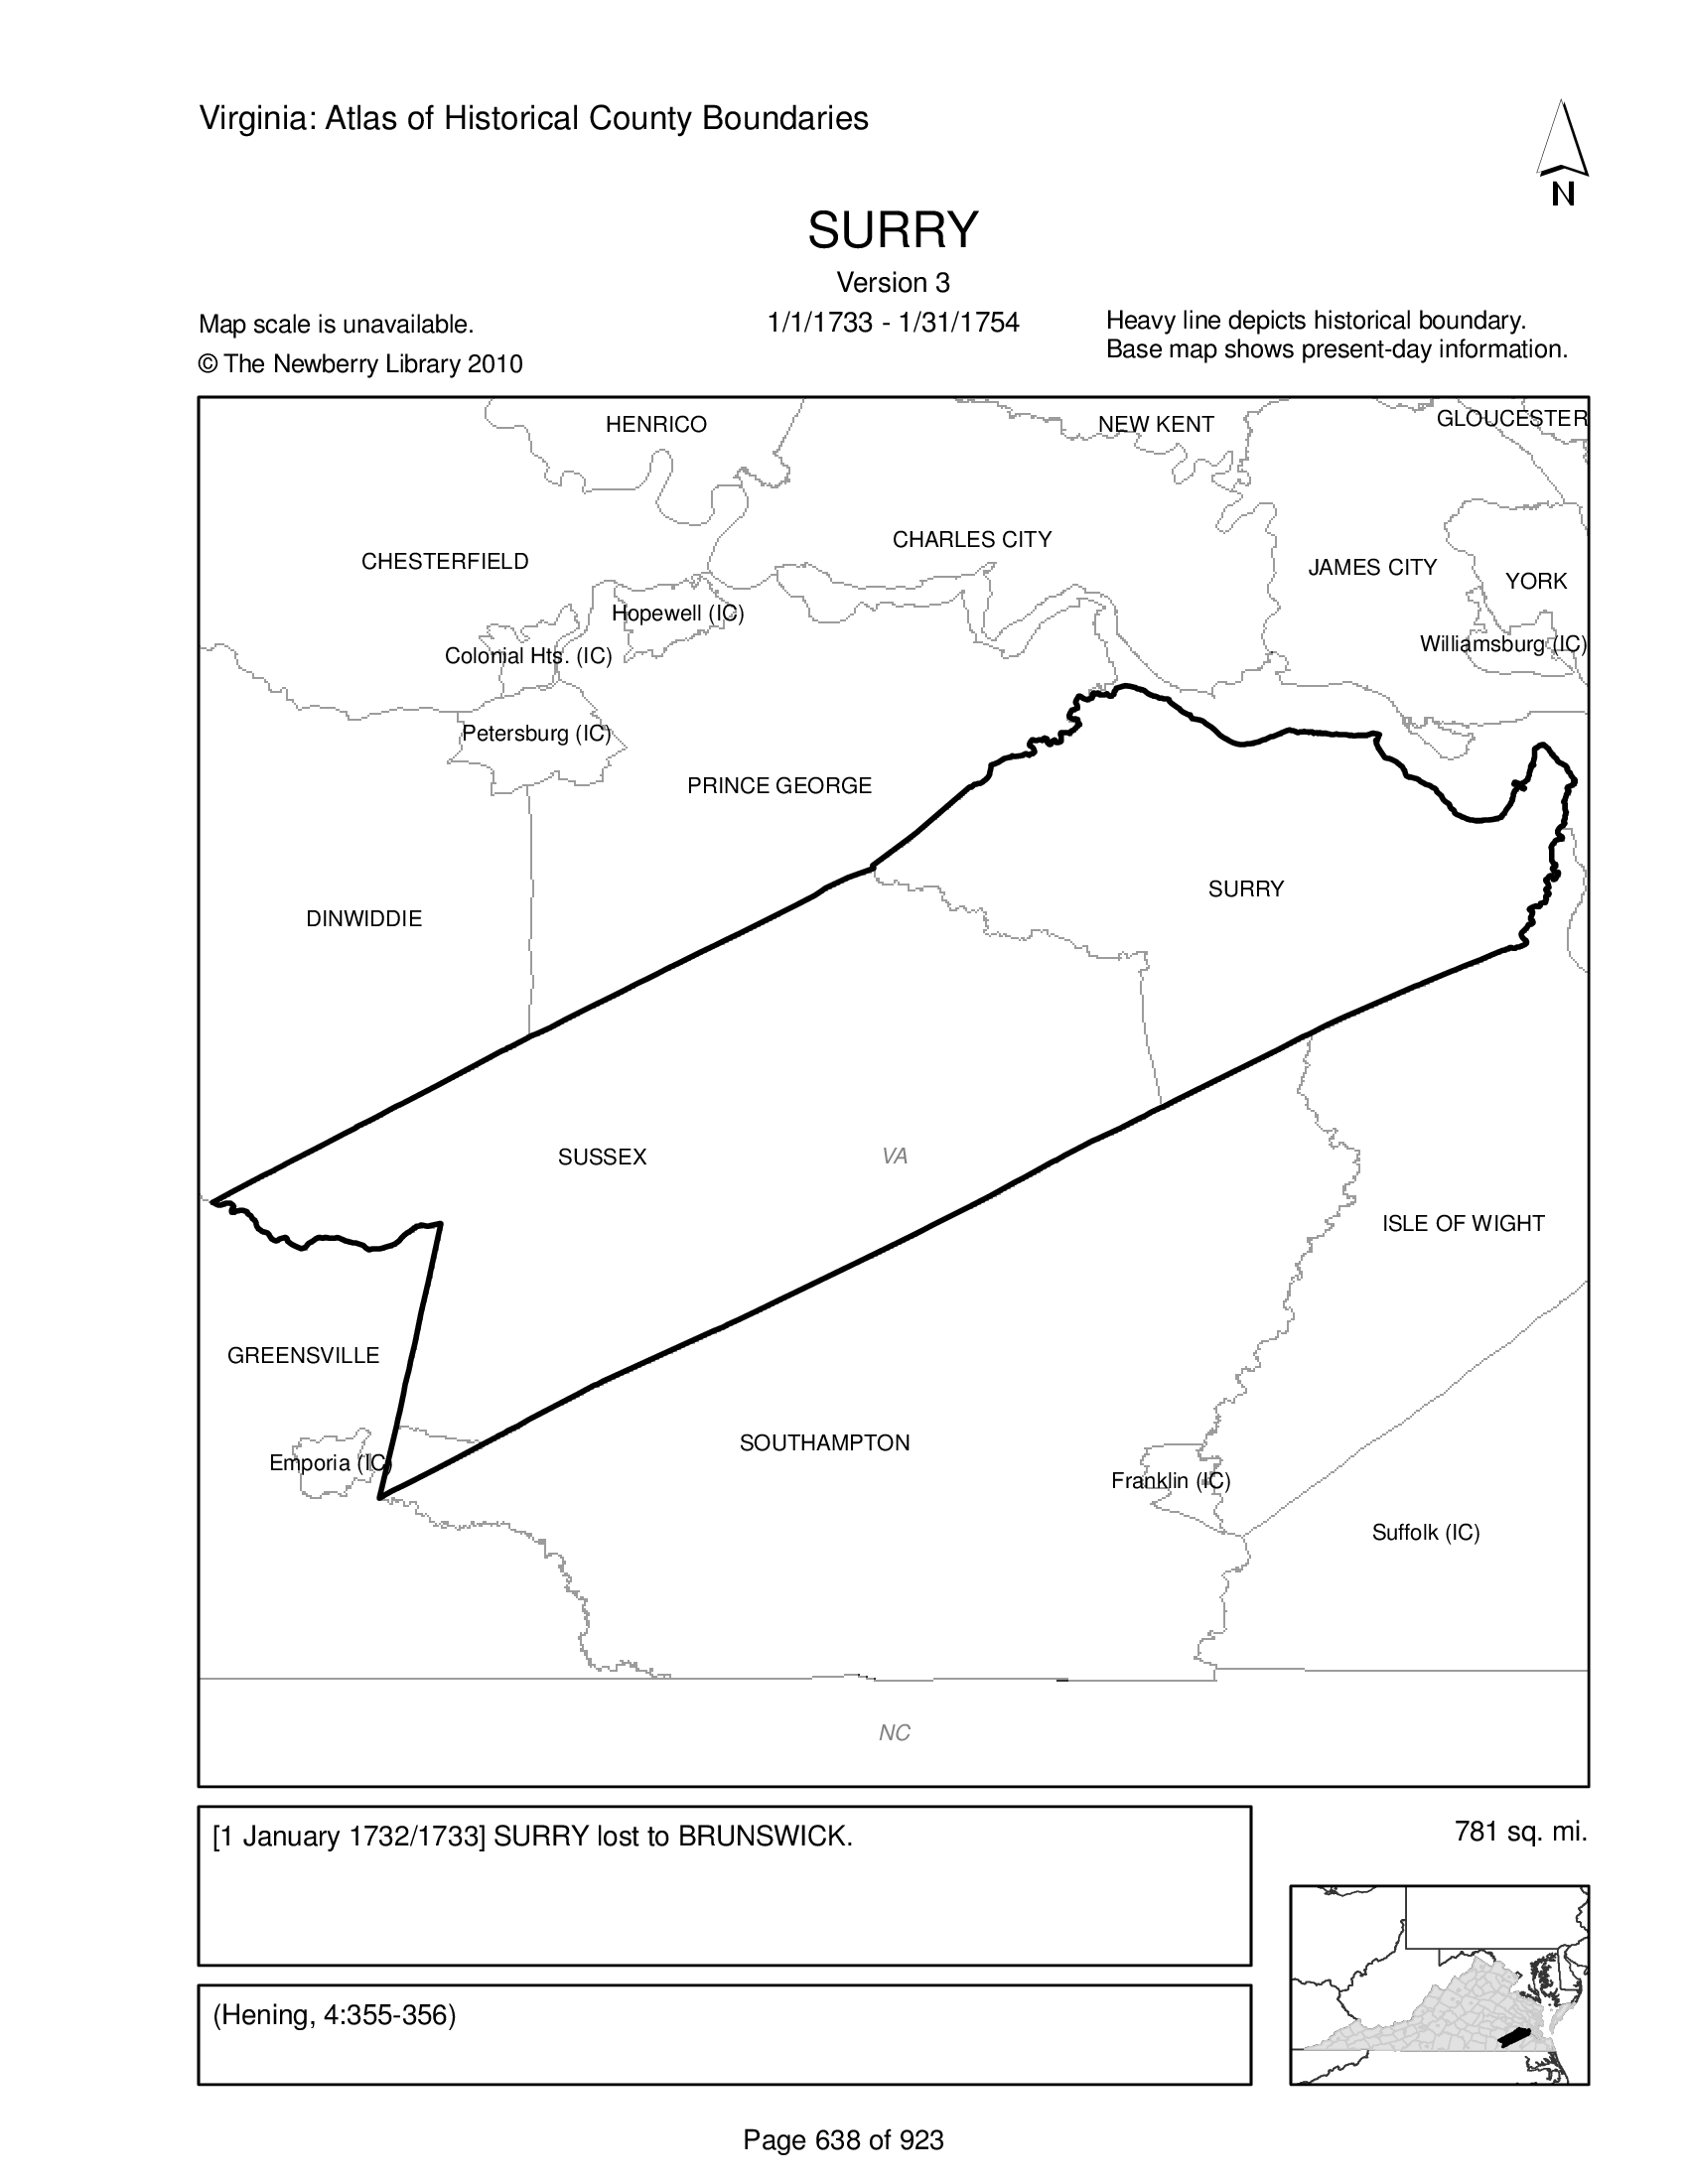 Virginia: Atlas of Historical County Boundaries
N
SURRY
Version 3
1/1/1733 - 1/31/1754
Map scale is unavailable.
© The Newberry Library 2010
Heavy line depicts historical boundary.
Base map shows present-day information.
HENRICO
NEW KENT
GLOUCESTER
CHARLES CITY
CHESTERFIELD
JAMES CITY
YORK
Hopewell (IC)
Williamsburg (IC)
Colonial Hts. (IC)
Petersburg (IC)
PRINCE GEORGE
SURRY
DINWIDDIE
SUSSEX
VA
ISLE OF WIGHT
GREENSVILLE
SOUTHAMPTON
Emporia (IC)
Franklin (IC)
Suffolk (IC)
NC
[1 January 1732/1733] SURRY lost to BRUNSWICK.
781 sq. mi.
(Hening, 4:355-356)
Page 638 of 923